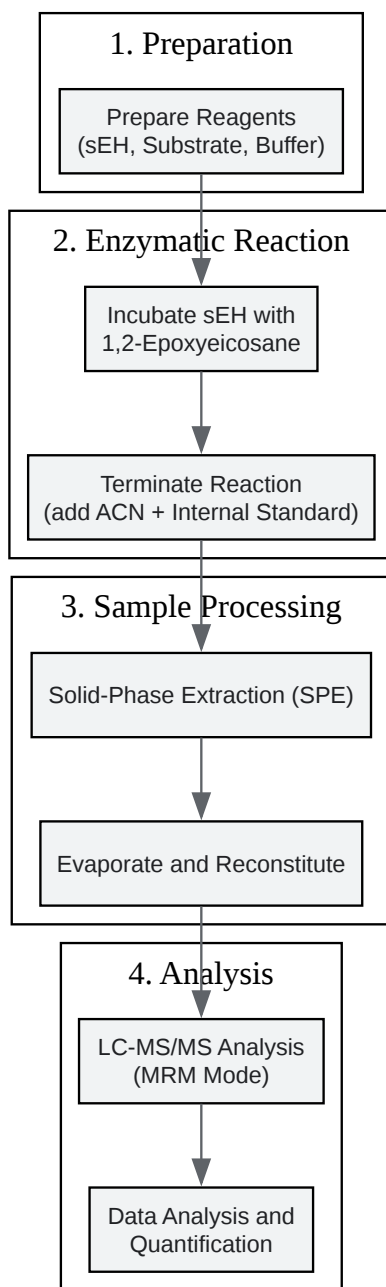 1. Preparation
Prepare Reagents
(sEH, Substrate, Buffer)
2. Enzymatic Reaction
Incubate sEH with
1,2-Epoxyeicosane
Terminate Reaction
(add ACN + Internal Standard)
3. Sample Processing
Solid-Phase Extraction (SPE)
Evaporate and Reconstitute
4. Analysis
LC-MS/MS Analysis
(MRM Mode)
Data Analysis and
Quantification